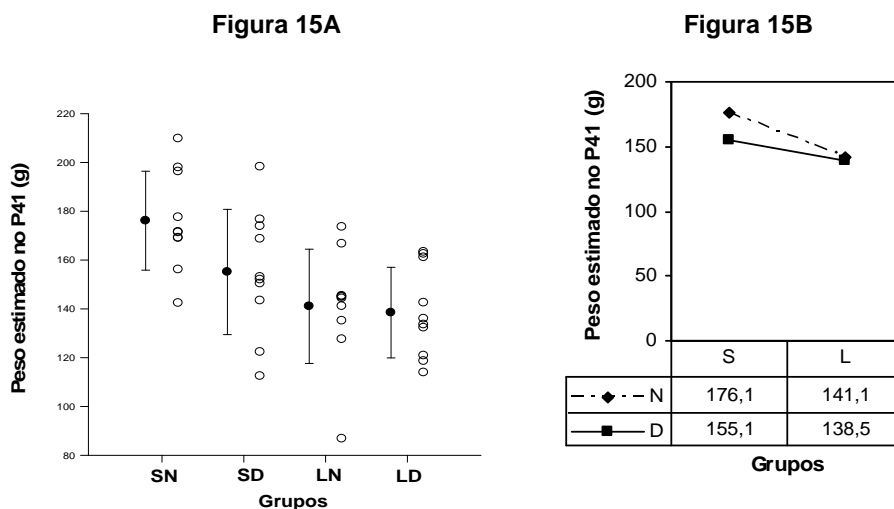 Figura 15A
Peso estimado no P41 (g)
220
200
180
160
140
120
100
80
SN SD LN LD
Grupos
Figura 15B
Peso estimado no P41 (g)
200
150
100
50
0
S L
N 176,1 141,1
D 155,1 138,5
Grupos